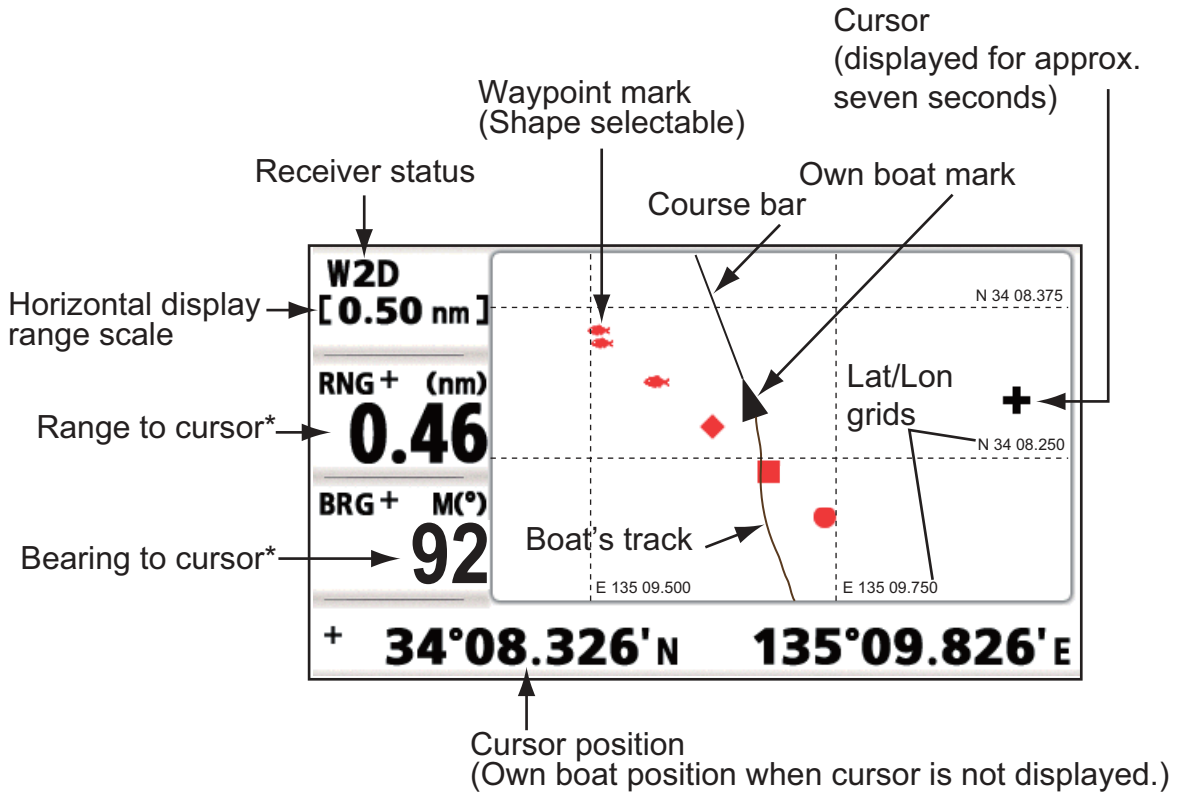 Cursor
(displayed for approx.
seven seconds)
Waypoint mark
(Shape selectable)
Receiver status
Own boat mark
Course bar
Horizontal display
range scale
W2D
[0.50 nm]
N 34 08.375
RNG+ (nm)
0.46
Range to cursor*
Lat/Lon
grids
N 34 08.250
BRG+ M(°)
92
Bearing to cursor*
Boat's track
E 135 09.500
E 135 09.750
+ 34°08.326'N 135°09.826'E
Cursor position
(Own boat position when cursor is not displayed.)